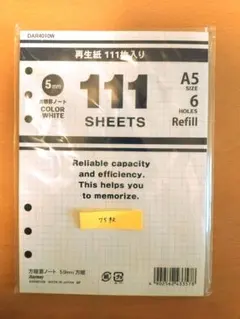 DAR4010W
再生紙 111枚入り
5mm
方眼罫ノート
COLOR
WHITE
111
SHEETS
A5
SIZE
6
HOLES
Refill
Reliable capacity
and efficiency.
This helps you
to memorize.
方眼罫ノート 5.0mm 方眼